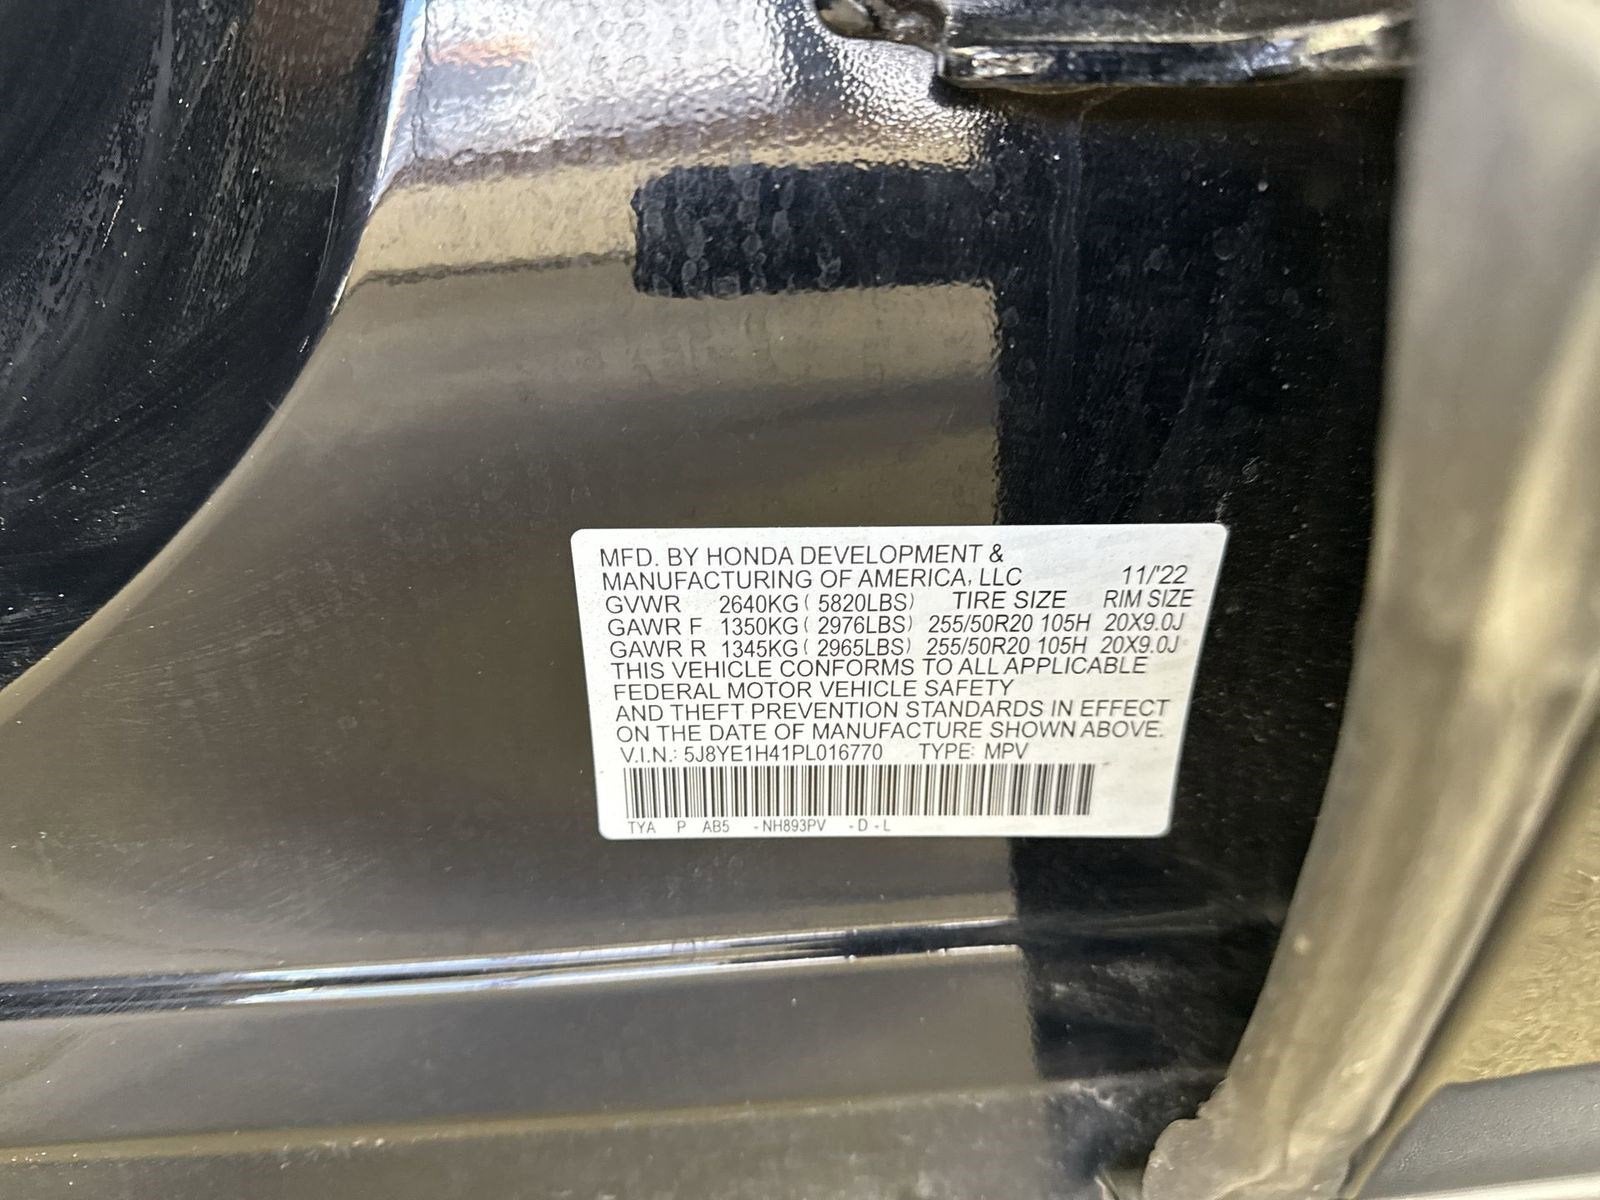 MFD. BY HONDA DEVELOPMENT &
MANUFACTURING OF AMERICA, LLC 11/'22
GVWR 2640KG ( 5820LBS) TIRE SIZE RIM SIZE
GAWR F 1350KG ( 2976LBS) 255/50R20 105H 20X9.0J
GAWR R 1345KG ( 2965LBS) 255/50R20 105H 20X9.0J
THIS VEHICLE CONFORMS TO ALL APPLICABLE
FEDERAL MOTOR VEHICLE SAFETY
AND THEFT PREVENTION STANDARDS IN EFFECT
ON THE DATE OF MANUFACTURE SHOWN ABOVE.
V.I.N.: 5J8YE1H41PL016770 TYPE: MPV
TYA P AB5 - NH893PV - D - L